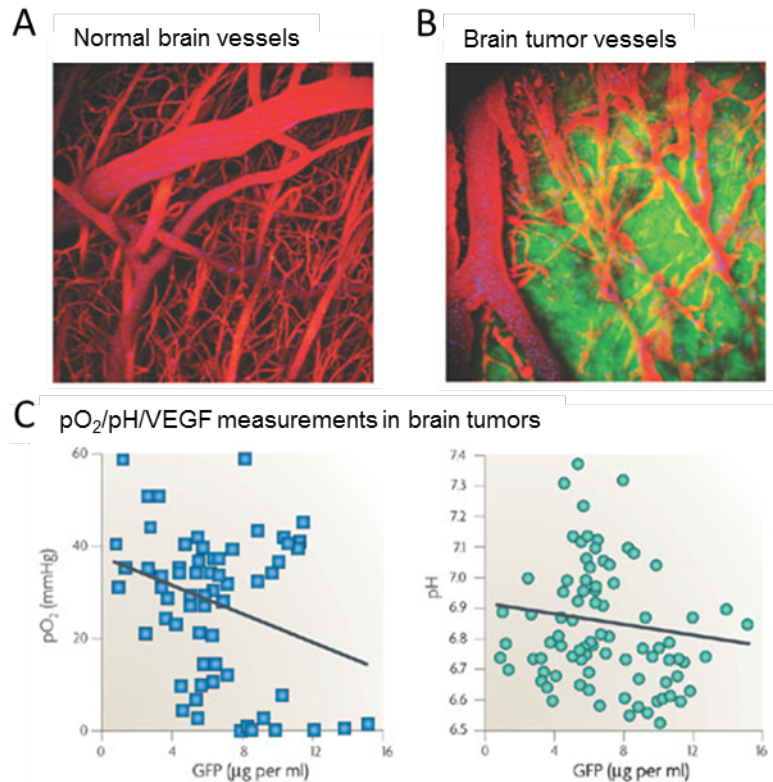 A Normal brain vessels
B Brain tumor vessels
C pO₂/pH/VEGF measurements in brain tumors
60
40
20
0
pO₂ (mmHg)
0 4 8 12 16
GFP (µg per ml)
7.4
7.3
7.2
7.1
7.0
6.9
6.8
6.7
6.6
6.5
pH
0 4 8 12 16
GFP (µg per ml)